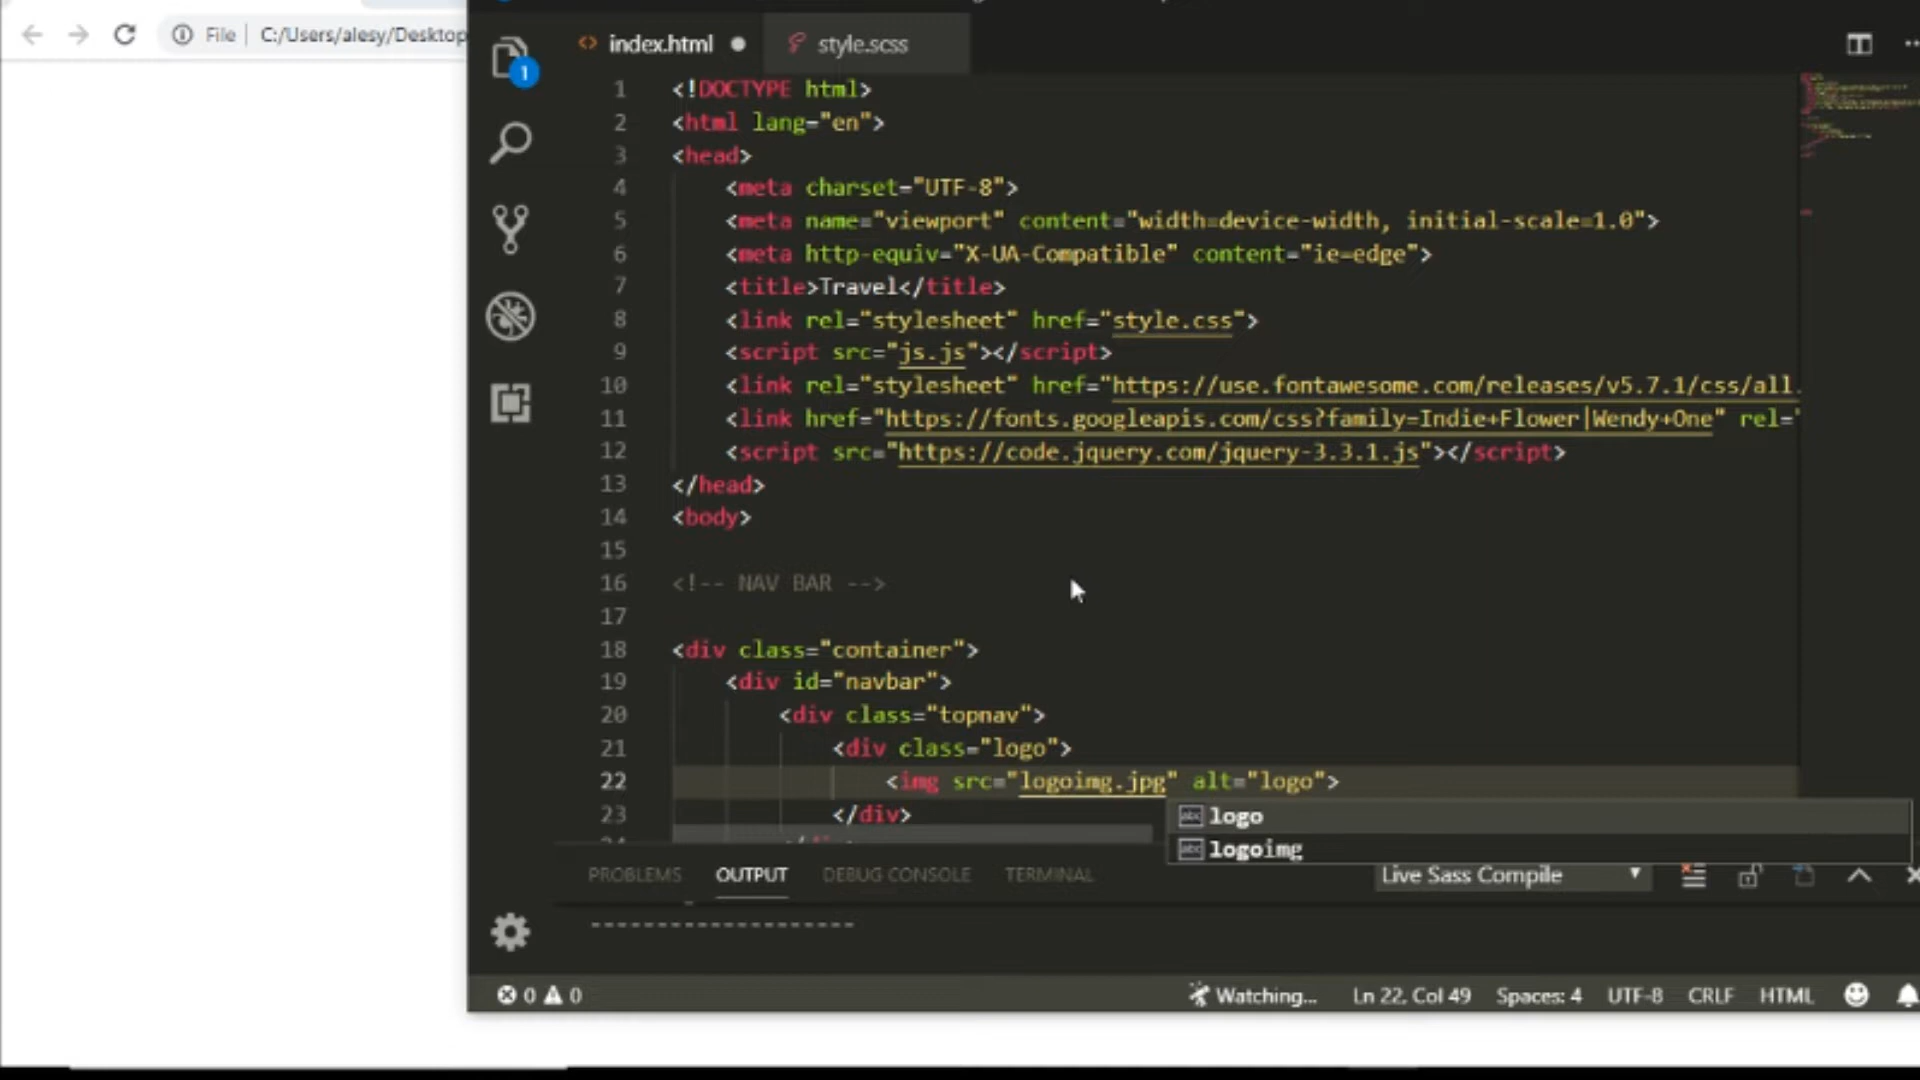 File
C:/Users/alesy/Desktop
1
index.html
style.scss
1 <!DOCTYPE html>
2 <html lang="en">
3 <head>
4 <meta charset="UTF-8">
5 <meta name="viewport" content="width=device-width, initial-scale=1.0">
6 <meta http-equiv="X-UA-Compatible" content="ie=edge">
7 <title>Travel</title>
8 <link rel="stylesheet" href="style.css">
9 <script src="js.js"></script>
10 <link rel="stylesheet" href="https://use.fontawesome.com/releases/v5.7.1/css/all.
11 <link href="https://fonts.googleapis.com/css?family=Indie+Flower|Wendy+One" rel="
12 <script src="https://code.jquery.com/jquery-3.3.1.js"></script>
13 </head>
14 <body>
15
16 <!-- NAV BAR -->
17
18 <div class="container">
19 <div id="navbar">
20 <div class="topnav">
21 <div class="logo">
22 <img src="logoimg.jpg" alt="logo">
23 </div>
abc logo
abc logoimg
PROBLEMS OUTPUT DEBUG CONSOLE TERMINAL Live Sass Compile
--------------------
0 0 Watching... Ln 22, Col 49 Spaces: 4 UTF-8 CRLF HTML